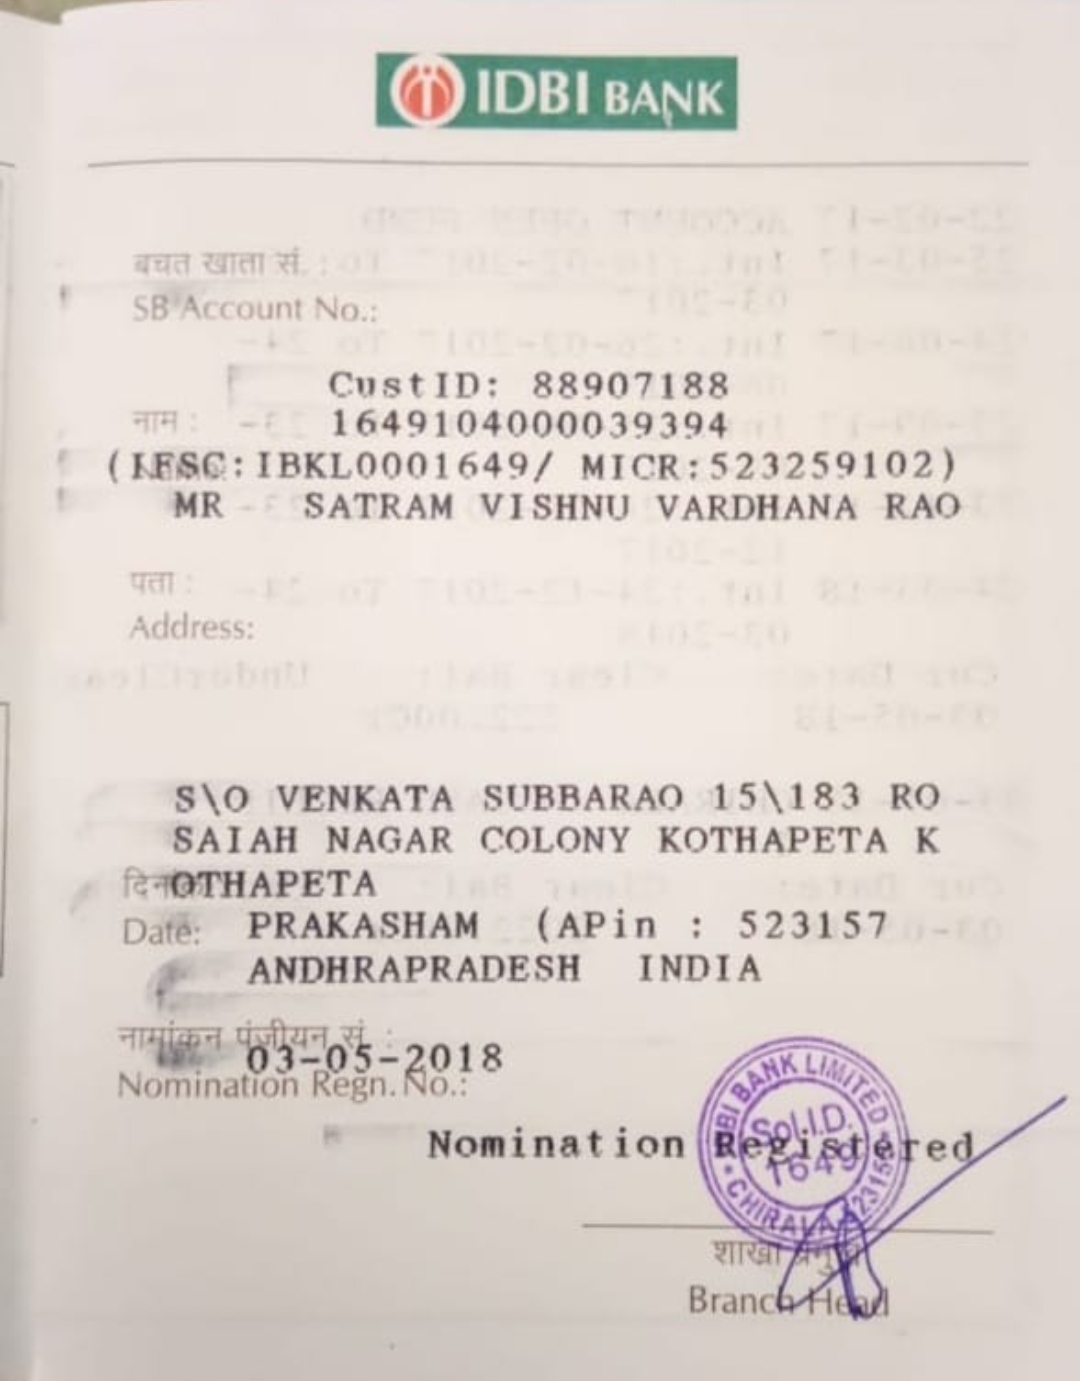 IDBI BANK
बचत खाता सं. :
SB Account No.:
CustID: 88907188
नाम : 1649104000039394
(IFSC:IBKL0001649/ MICR:523259102)
MR SATRAM VISHNU VARDHANA RAO
पता :
Address:
S\O VENKATA SUBBARAO 15\183 RO
SAIAH NAGAR COLONY KOTHAPETA K
दिनांक OTHAPETA
Date: PRAKASHAM (APin : 523157
ANDHRAPRADESH INDIA
नामांकन पंजीयन सं. :
03-05-2018
Nomination Regn. No.:
Nomination Registered
IDBI BANK LIMITED
Sol.I.D.
1649
CHIRALA
शाखा प्रमुख
Branch Head